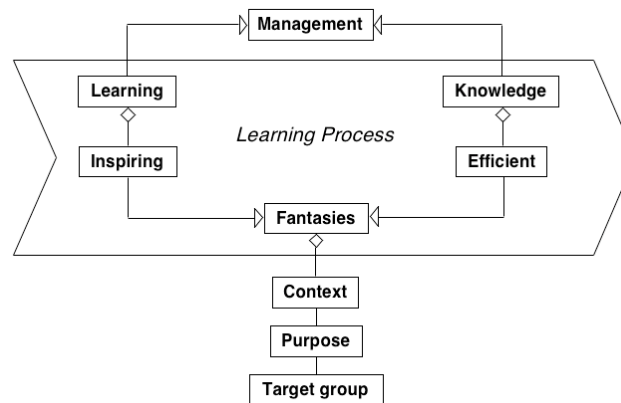 Management
Learning
Knowledge
Learning Process
Inspiring
Efficient
Fantasies
Context
Purpose
Target group